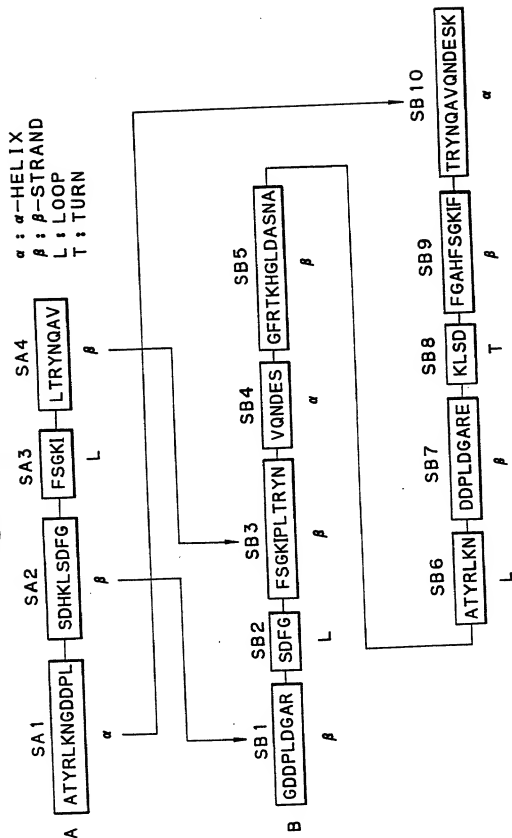 α : α-HELIX
β : β-STRAND
L : LOOP
T : TURN
A
SA1 SA2 SA3 SA4
ATYRLKNGDDPL SDHKLSDFG FSGKI LTRYNQAV
α β L β
B
SB1 SB2 SB3 SB4 SB5
GDDPLDGAR SDFG FSGKIPLTRYN VQNDES GFRTKHGLDASNA
β L β α β
SB6 SB7 SB8 SB9 SB10
ATYRLKN DDPLDGARE KLSD FGAHFSGKIF TRYNQAVQNDESK
L β T β α